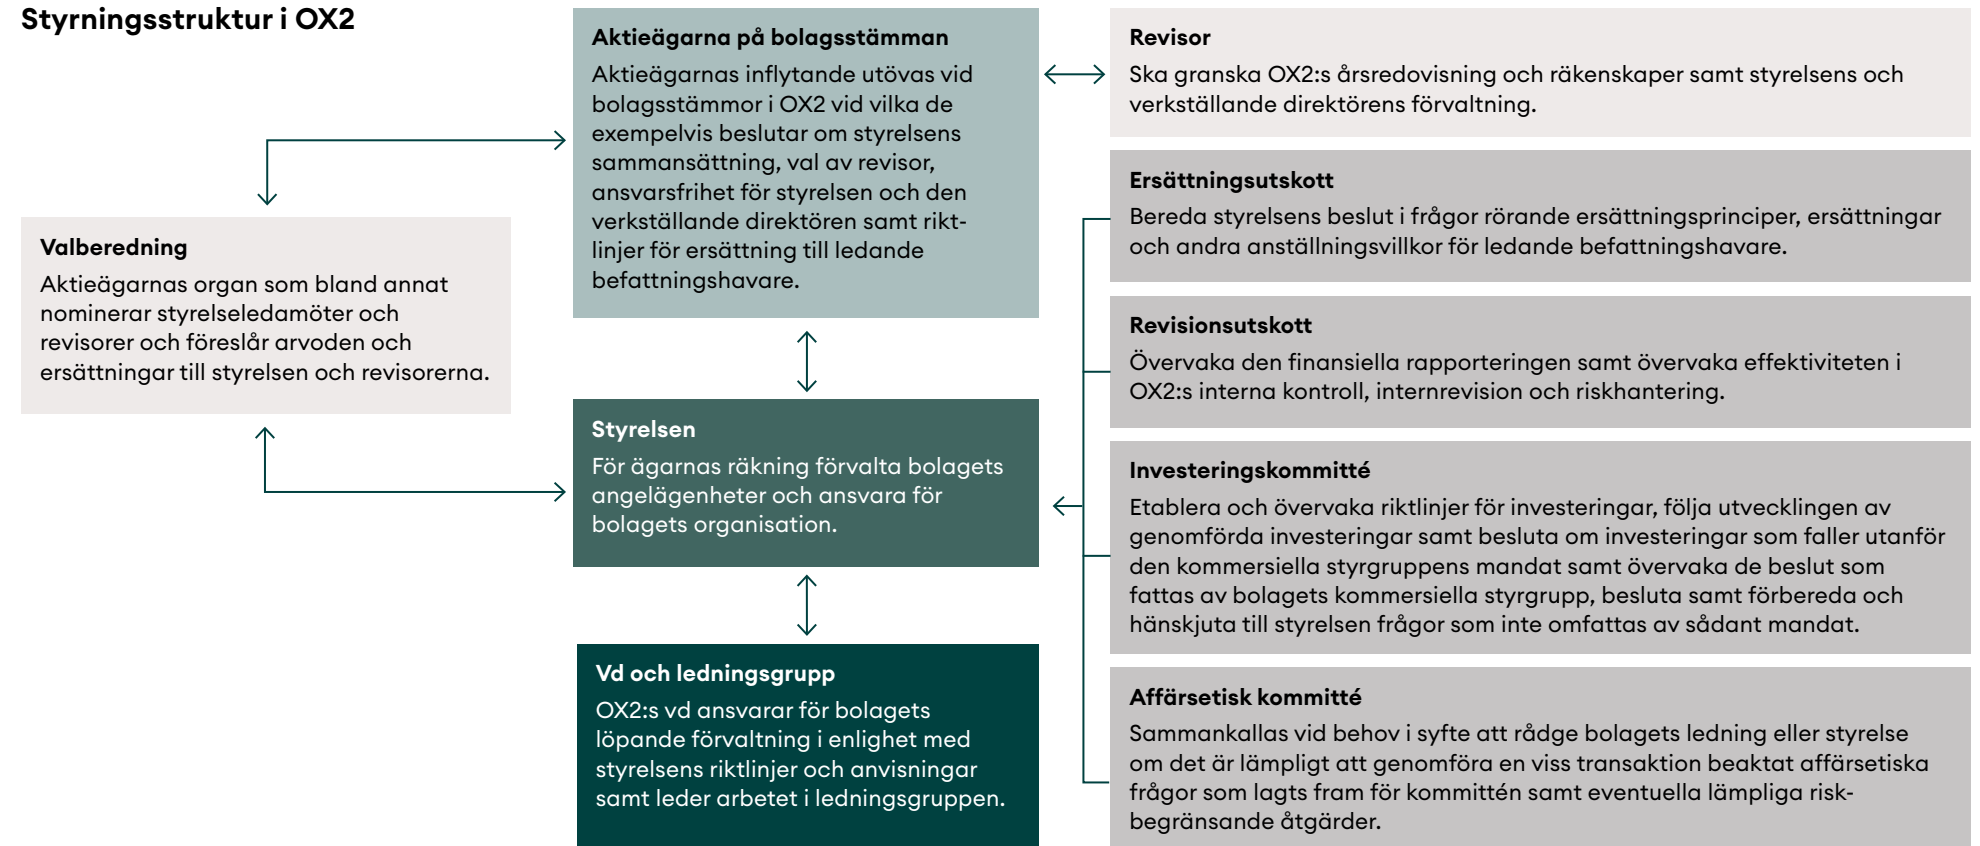 Styrningsstruktur i OX2
Aktieägarna på bolagsstämman
Aktieägarnas inflytande utövas vid
bolagsstämmor i OX2 vid vilka de
exempelvis beslutar om styrelsens
sammansättning, val av revisor,
ansvarsfrihet för styrelsen och den
verkställande direktören samt rikt-
linjer för ersättning till ledande
befattningshavare.
Revisor
Ska granska OX2:s årsredovisning och räkenskaper samt styrelsens och
verkställande direktörens förvaltning.
Valberedning
Aktieägarnas organ som bland annat
nominerar styrelseledamöter och
revisorer och föreslår arvoden och
ersättningar till styrelsen och revisorerna.
Ersättningsutskott
Bereda styrelsens beslut i frågor rörande ersättningsprinciper, ersättningar
och andra anställningsvillkor för ledande befattningshavare.
Revisionsutskott
Övervaka den finansiella rapporteringen samt övervaka effektiviteten i
OX2:s interna kontroll, internrevision och riskhantering.
Styrelsen
För ägarnas räkning förvalta bolagets
angelägenheter och ansvara för
bolagets organisation.
Investeringskommitté
Etablera och övervaka riktlinjer för investeringar, följa utvecklingen av
genomförda investeringar samt besluta om investeringar som faller utanför
den kommersiella styrgruppens mandat samt övervaka de beslut som
fattas av bolagets kommersiella styrgrupp, besluta samt förbereda och
hänskjuta till styrelsen frågor som inte omfattas av sådant mandat.
Vd och ledningsgrupp
OX2:s vd ansvarar för bolagets
löpande förvaltning i enlighet med
styrelsens riktlinjer och anvisningar
samt leder arbetet i ledningsgruppen.
Affärsetisk kommitté
Sammankallas vid behov i syfte att rådge bolagets ledning eller styrelse
om det är lämpligt att genomföra en viss transaktion beaktat affärsetiska
frågor som lagts fram för kommittén samt eventuella lämpliga risk-
begränsande åtgärder.